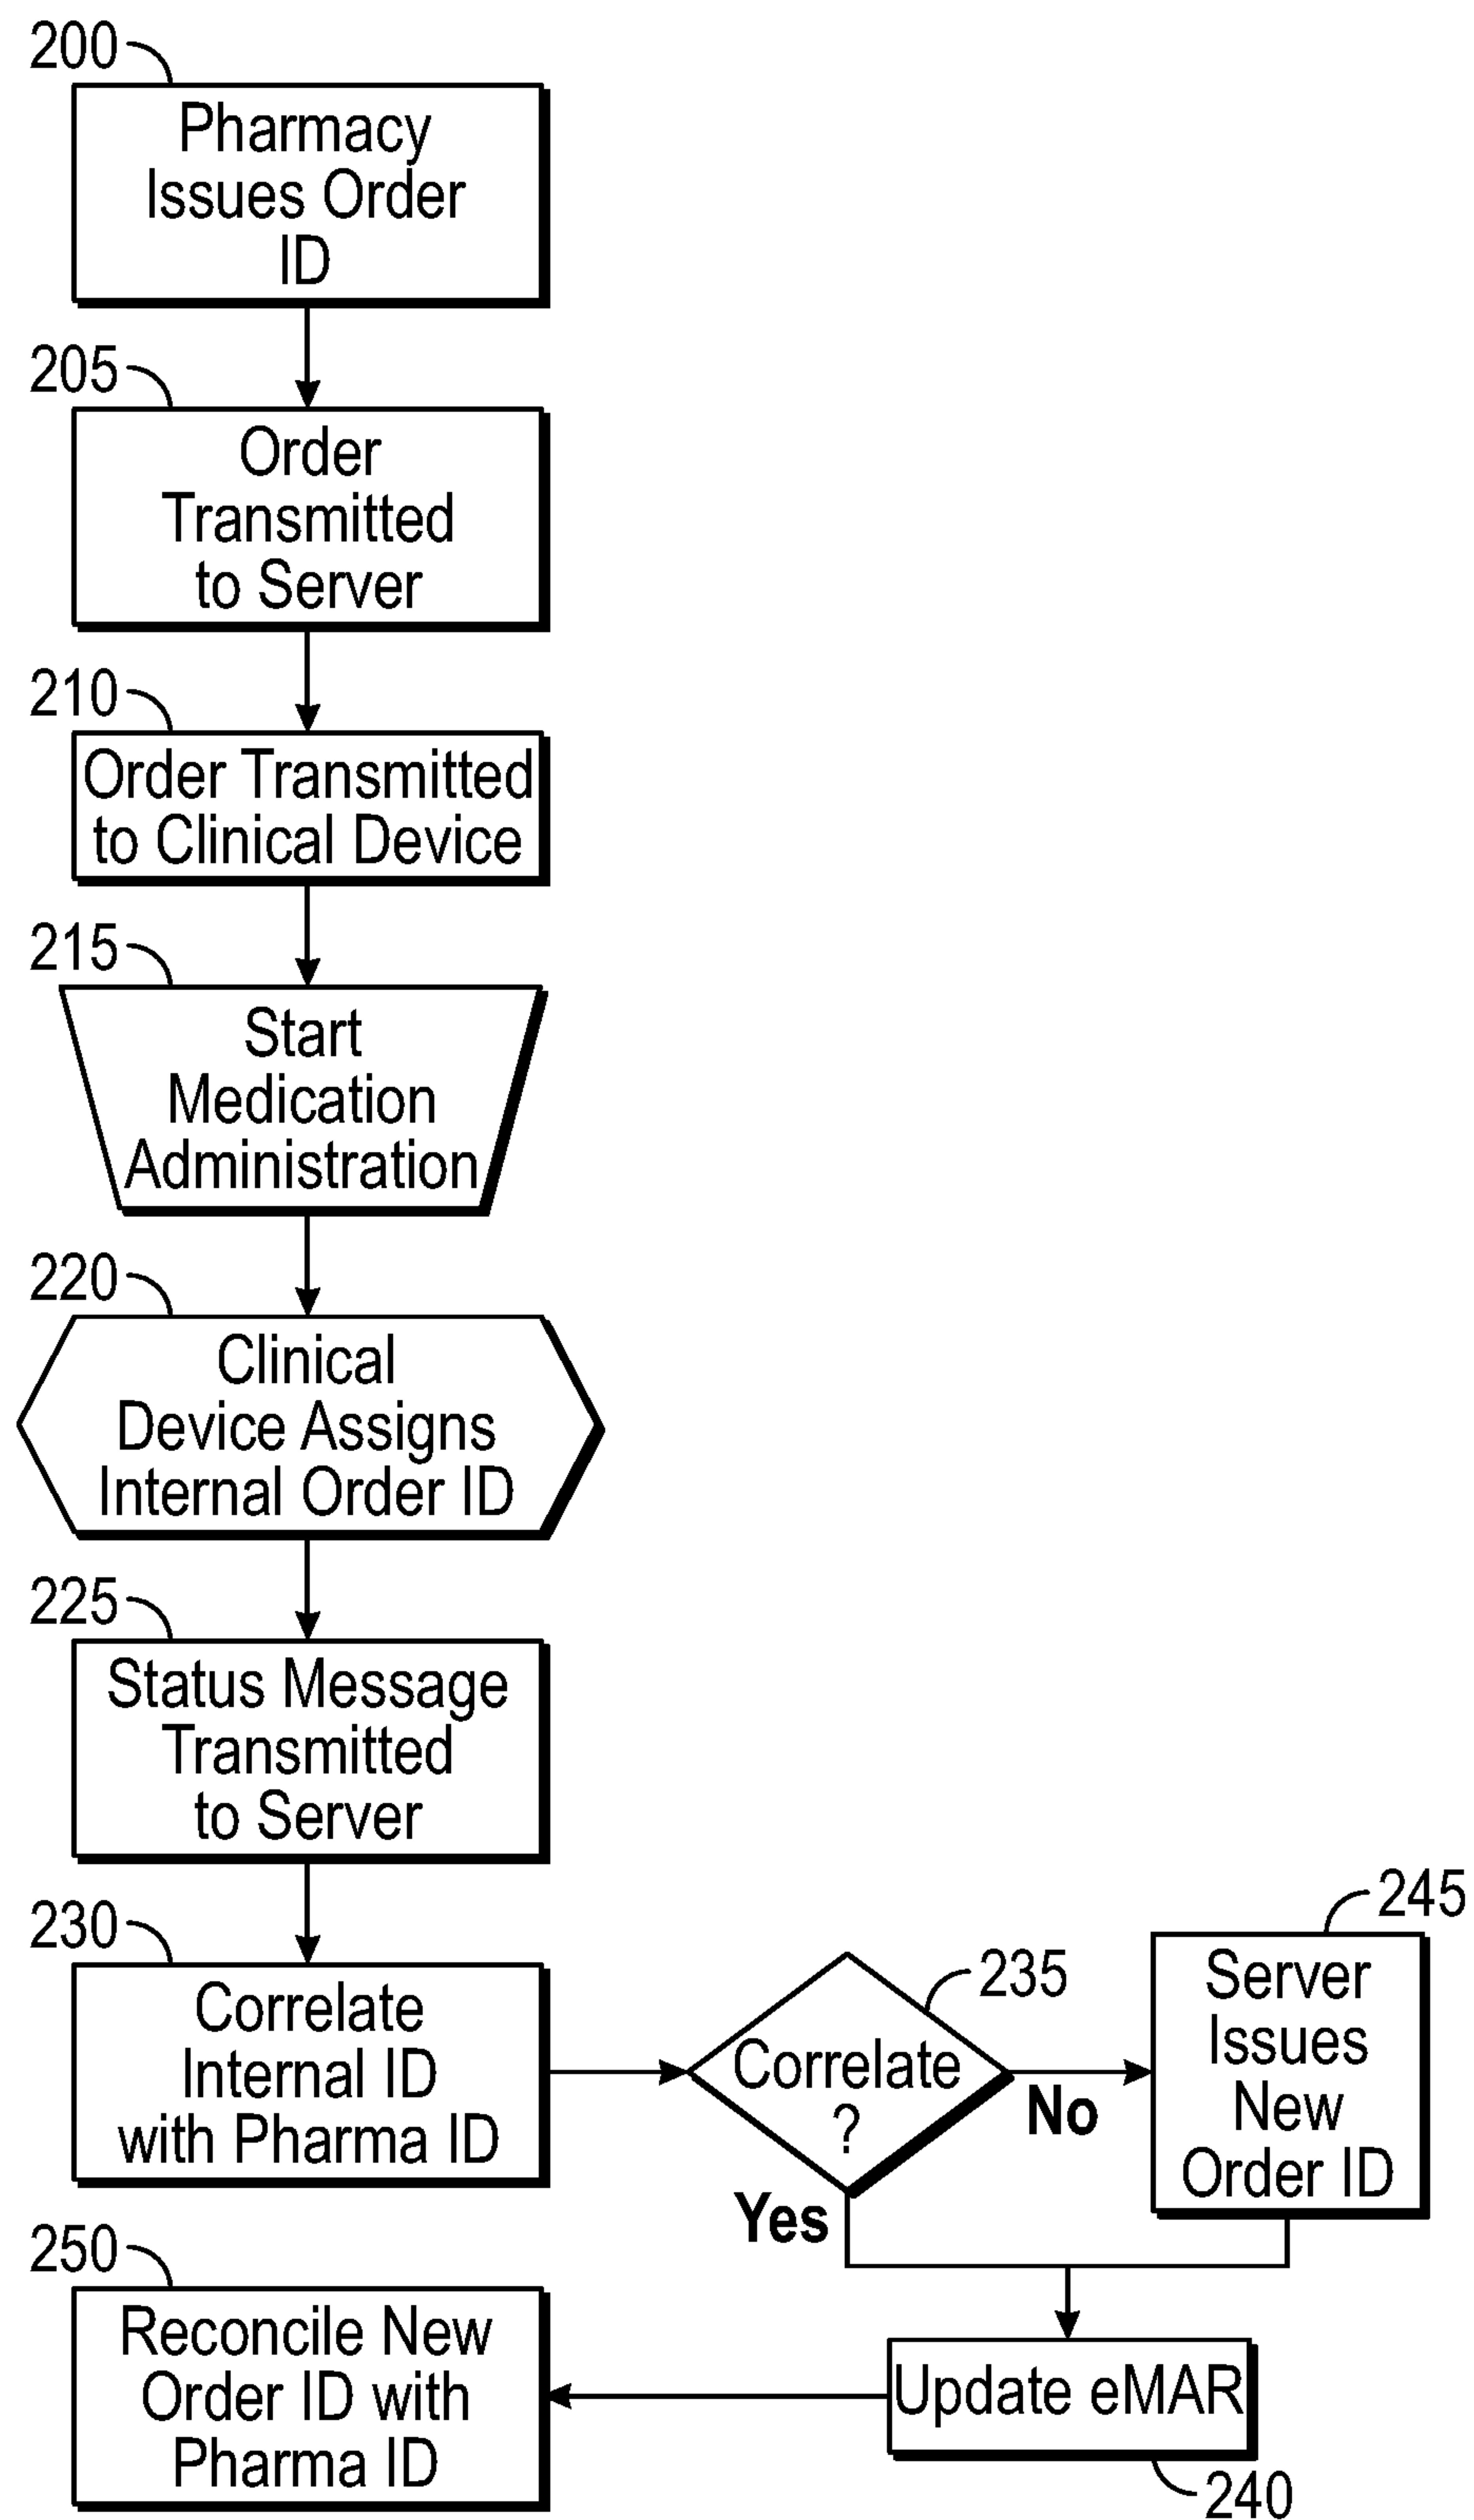 200
Pharmacy
Issues Order
ID
205
Order
Transmitted
to Server
210
Order Transmitted
to Clinical Device
215
Start
Medication
Administration
220
Clinical
Device Assigns
Internal Order ID
225
Status Message
Transmitted
to Server
230
Correlate
Internal ID
with Pharma ID
235
Correlate
?
No
Yes
245
Server
Issues
New
Order ID
Update eMAR
240
250
Reconcile New
Order ID with
Pharma ID